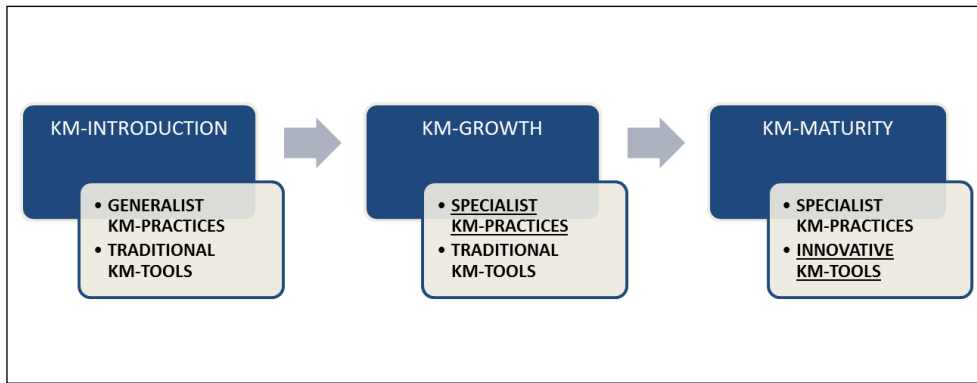 KM-INTRODUCTION
• GENERALIST
KM-PRACTICES
• TRADITIONAL
KM-TOOLS
KM-GROWTH
• SPECIALIST
KM-PRACTICES
• TRADITIONAL
KM-TOOLS
KM-MATURITY
• SPECIALIST
KM-PRACTICES
• INNOVATIVE
KM-TOOLS